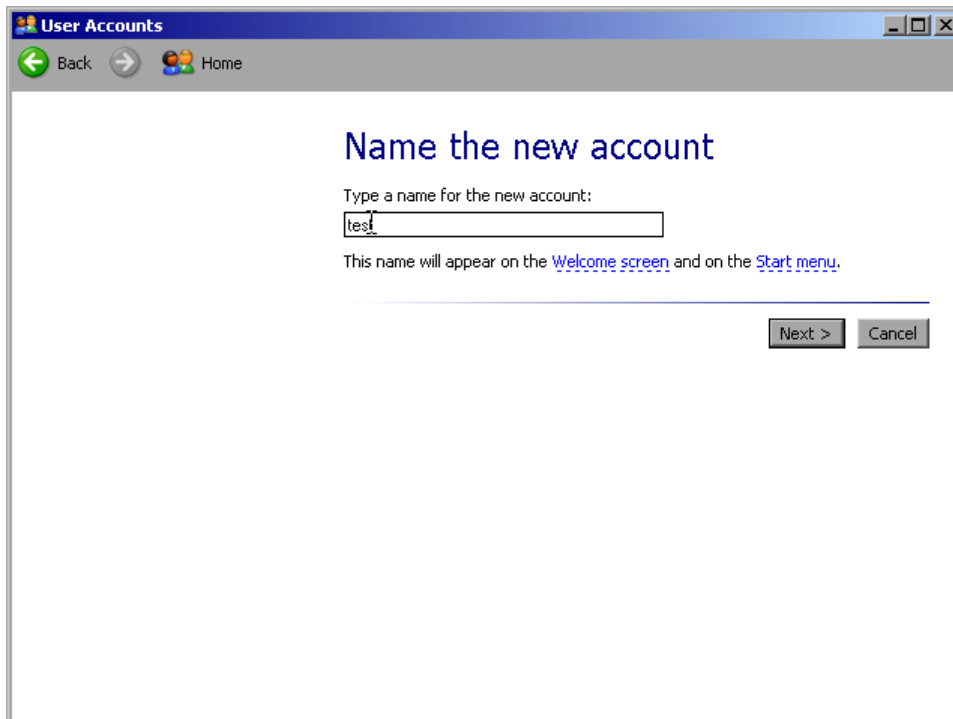 User Accounts
Back Home
Name the new account
Type a name for the new account:
test
This name will appear on the Welcome screen and on the Start menu.
Next > Cancel